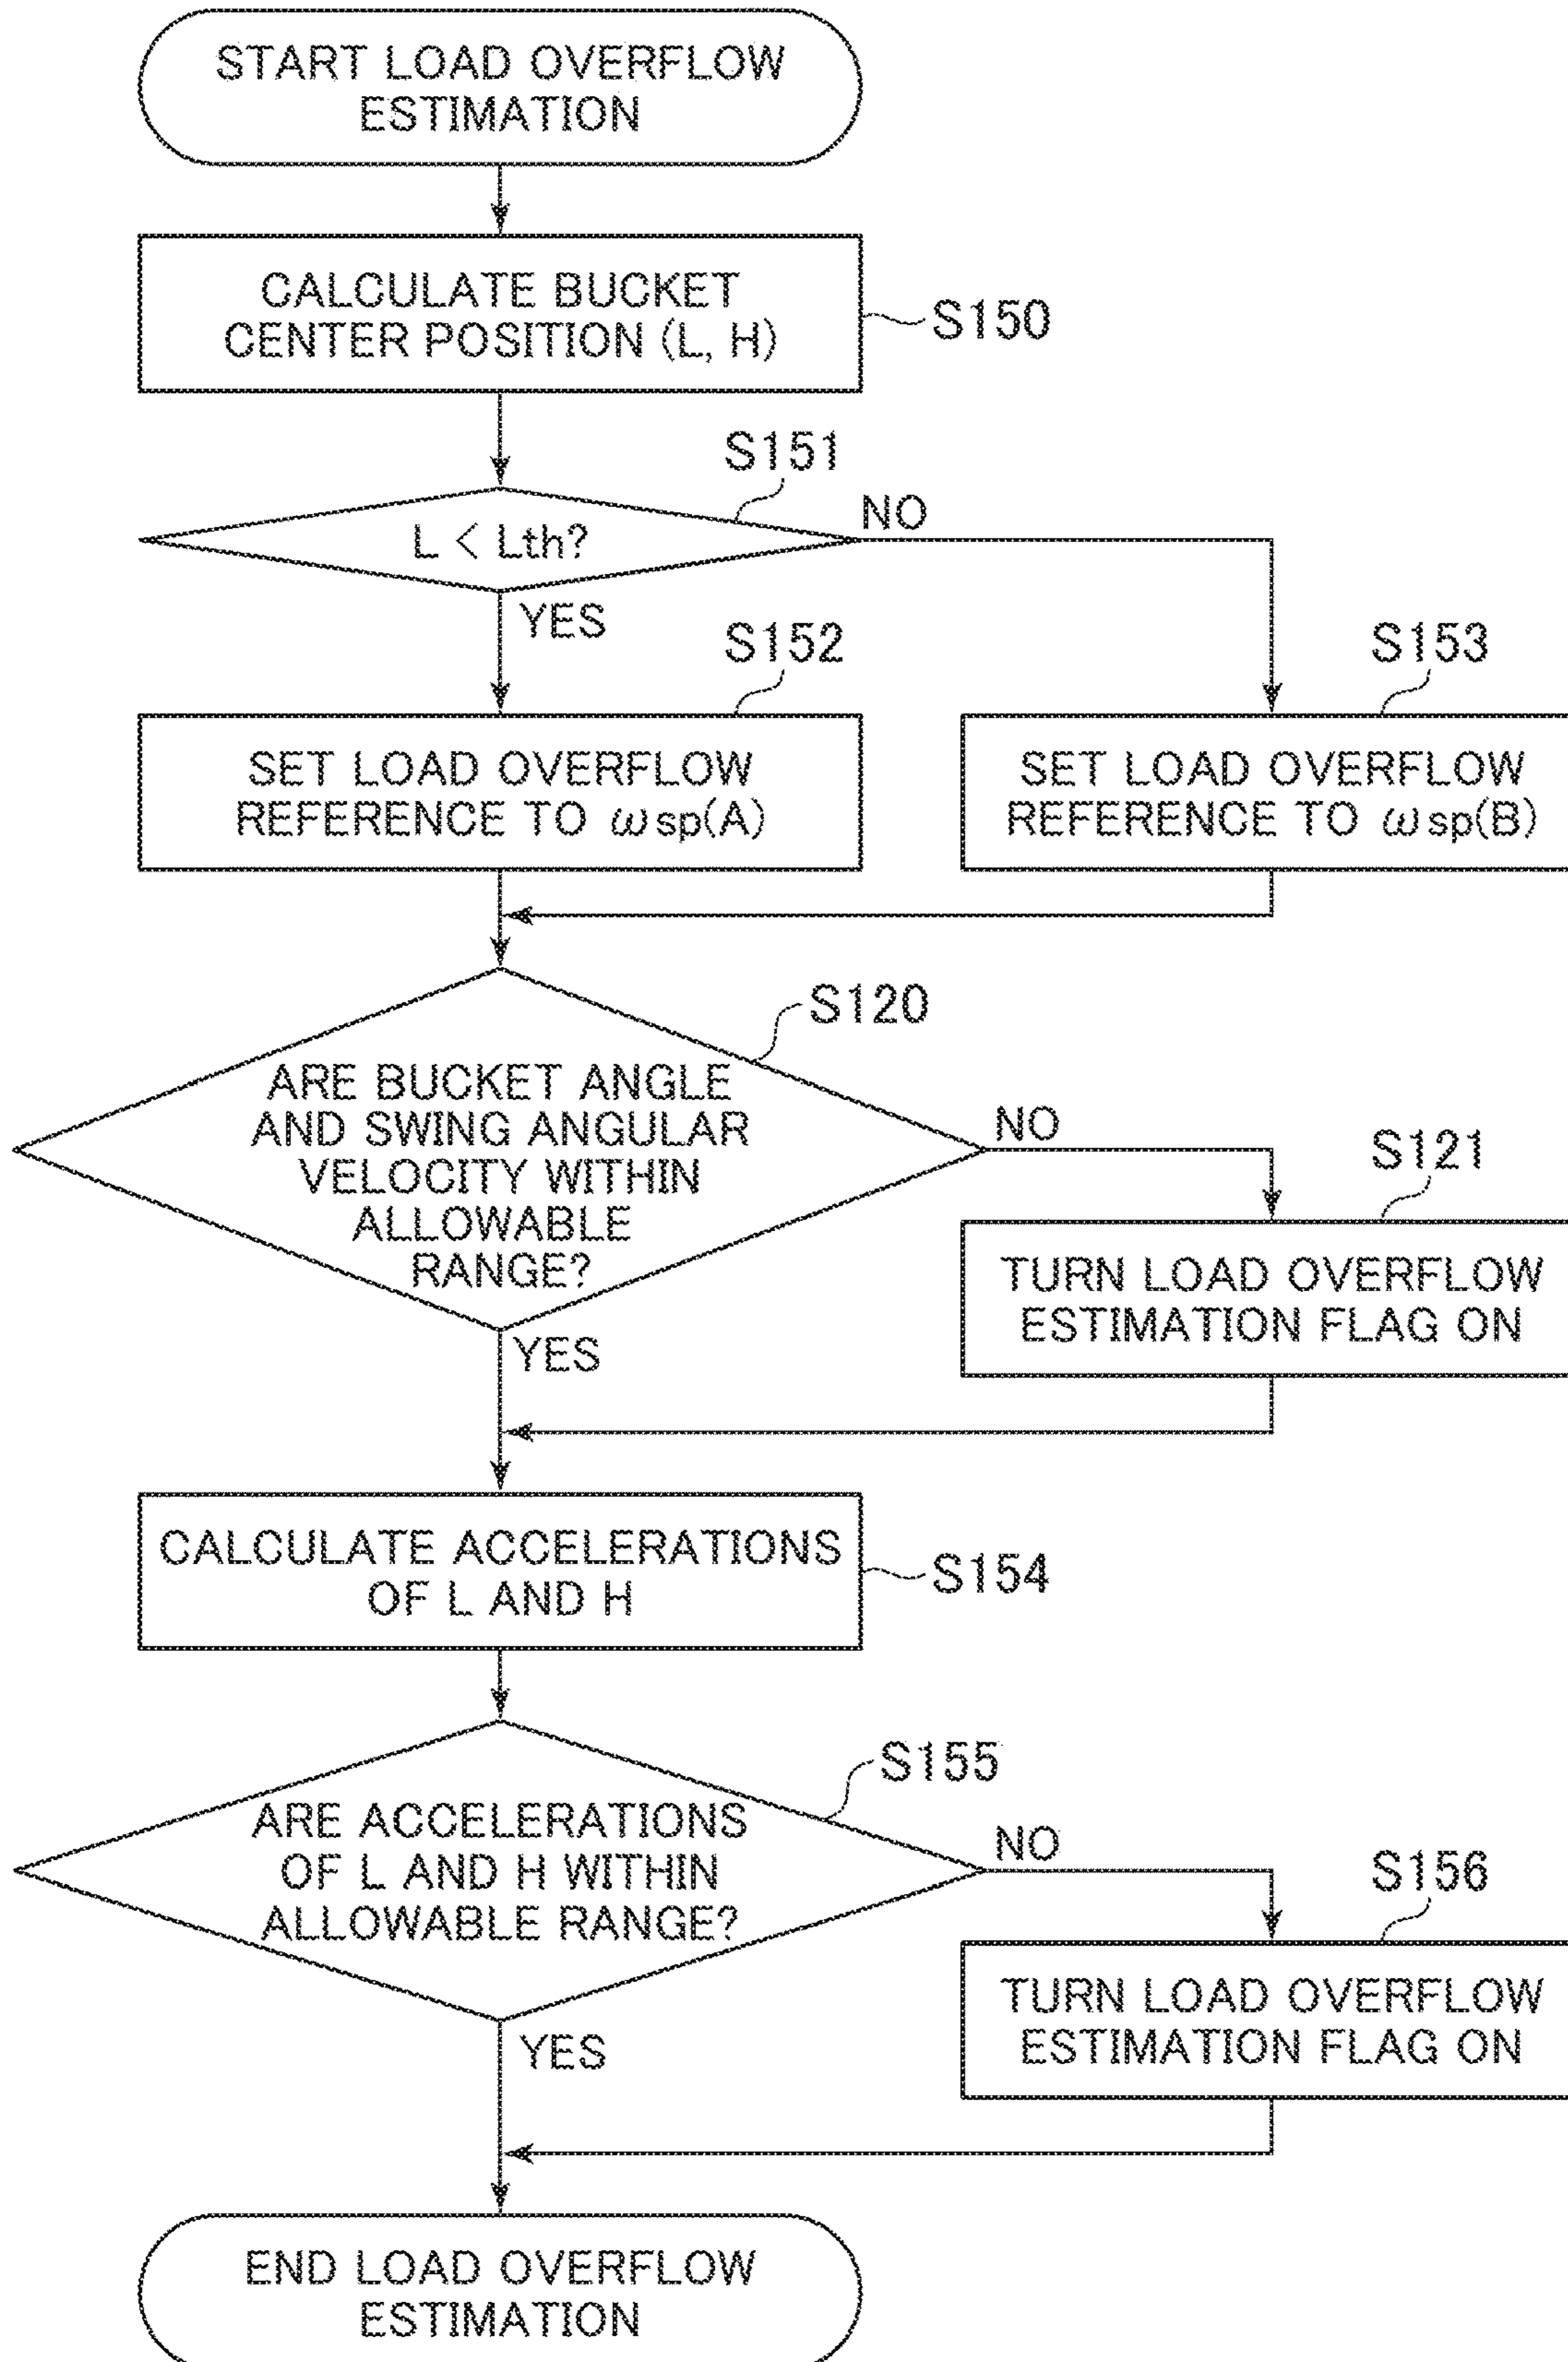 START LOAD OVERFLOW
ESTIMATION
CALCULATE BUCKET
CENTER POSITION (L, H)
S150
S151
L < Lth?
NO
YES
S152
S153
SET LOAD OVERFLOW
REFERENCE TO ωsp(A)
SET LOAD OVERFLOW
REFERENCE TO ωsp(B)
S120
ARE BUCKET ANGLE
AND SWING ANGULAR
VELOCITY WITHIN
ALLOWABLE
RANGE?
NO
YES
S121
TURN LOAD OVERFLOW
ESTIMATION FLAG ON
CALCULATE ACCELERATIONS
OF L AND H
S154
S155
ARE ACCELERATIONS
OF L AND H WITHIN
ALLOWABLE RANGE?
NO
YES
S156
TURN LOAD OVERFLOW
ESTIMATION FLAG ON
END LOAD OVERFLOW
ESTIMATION